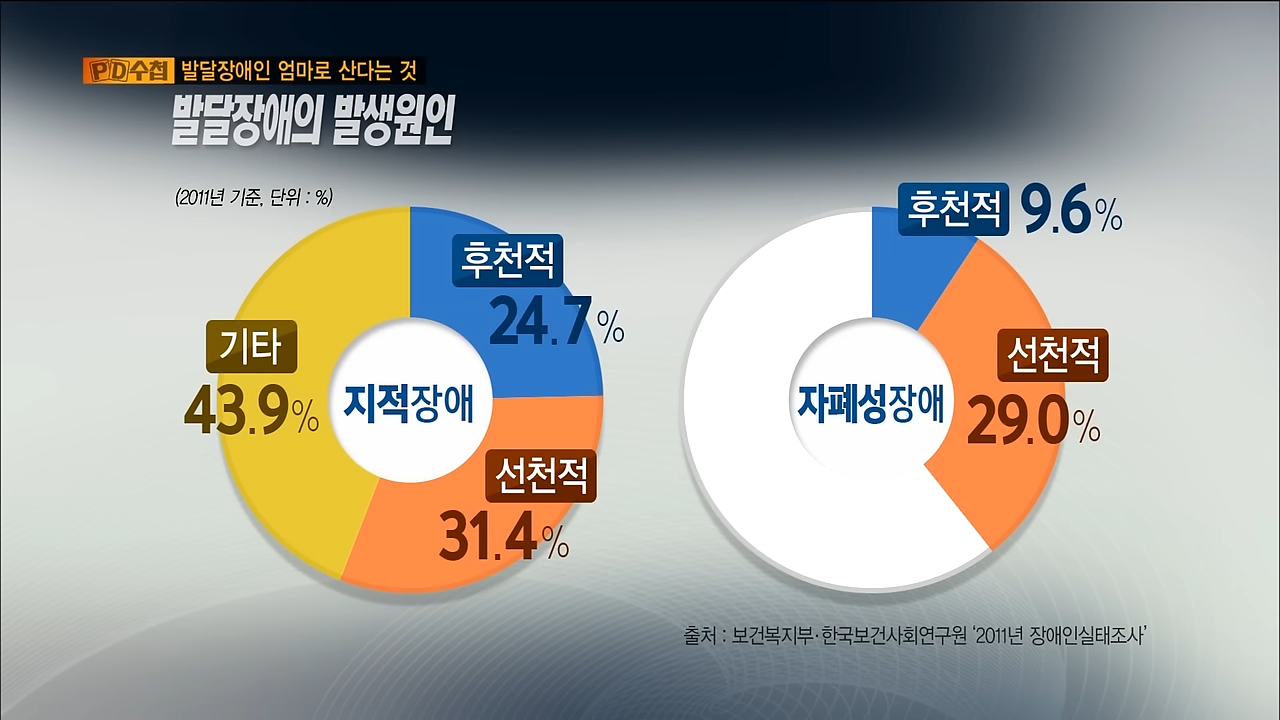 PD수첩 발달장애인 엄마로 산다는 것
발달장애의 발생원인
(2011년 기준, 단위 : %)
후천적
24.7%
기타
43.9%
지적장애
선천적
31.4%
후천적 9.6%
선천적
29.0%
자폐성장애
출처 : 보건복지부·한국보건사회연구원 '2011년 장애인실태조사'